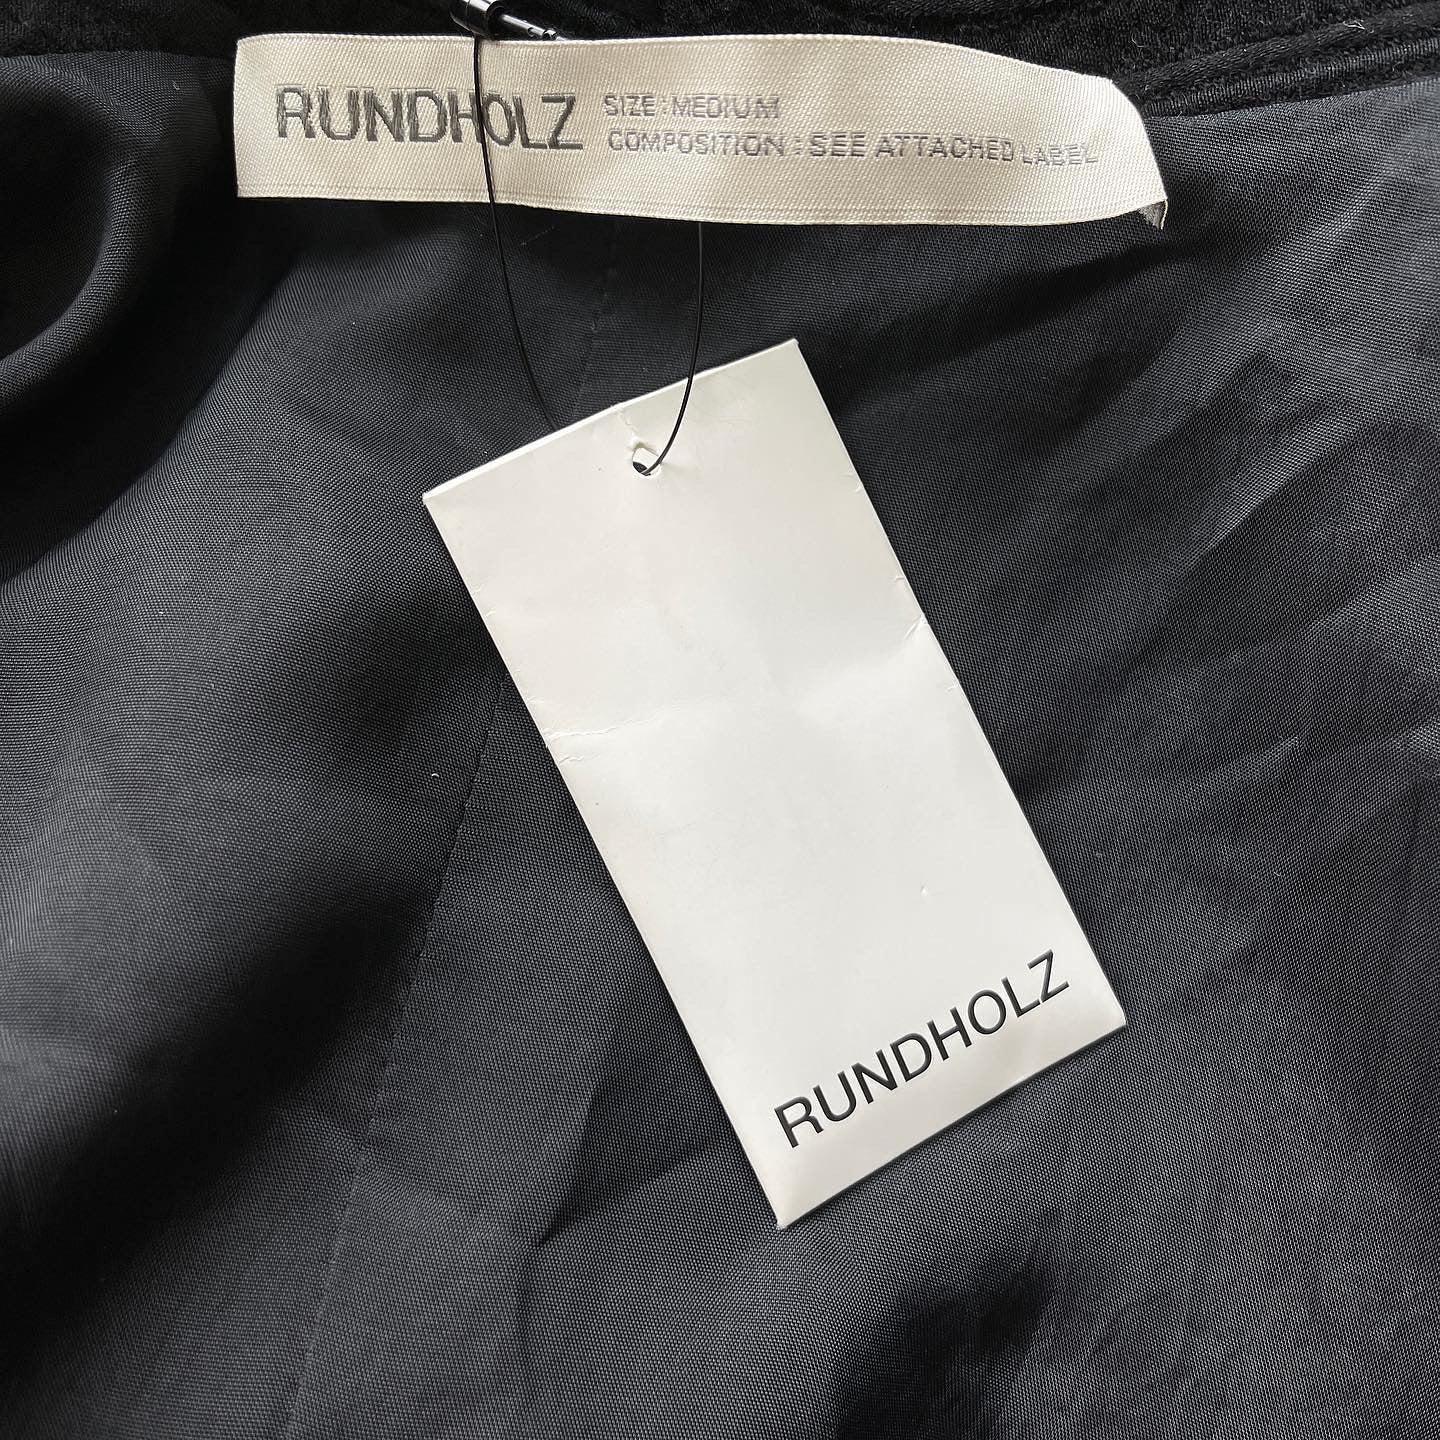 RUNDHOLZ
SIZE : MEDIUM
COMPOSITION : SEE ATTACHED LABEL
RUNDHOLZ